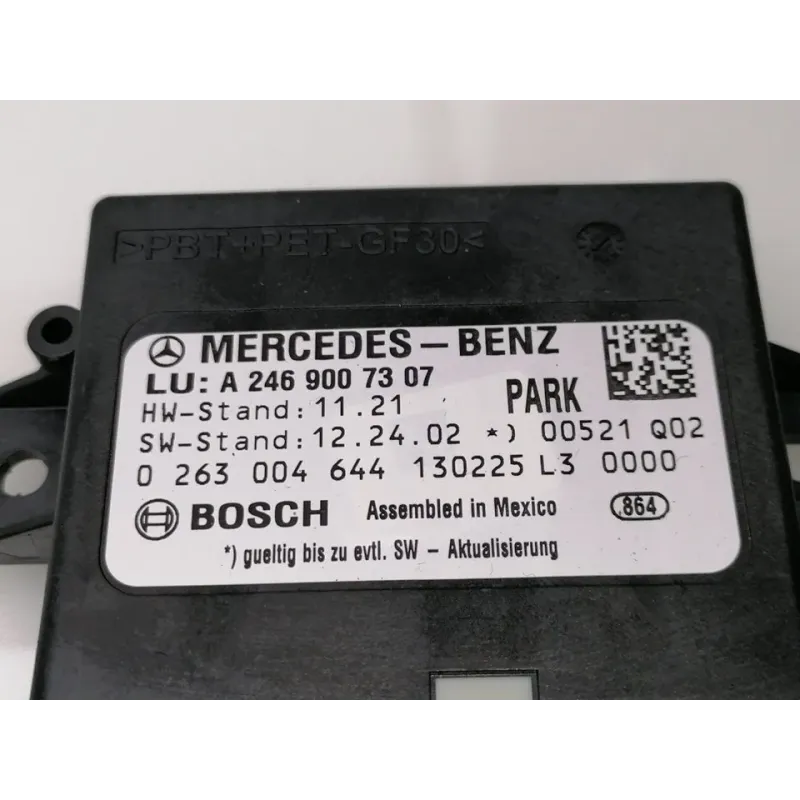 >PBT+PET-GF30<
MERCEDES-BENZ
LU: A 246 900 73 07
PARK
HW-Stand: 11.21
SW-Stand: 12.24.02 *) 00521 Q02
0 263 004 644 130225 L3 0000
BOSCH Assembled in Mexico .864
*) gueltig bis zu evtl. SW - Aktualisierung